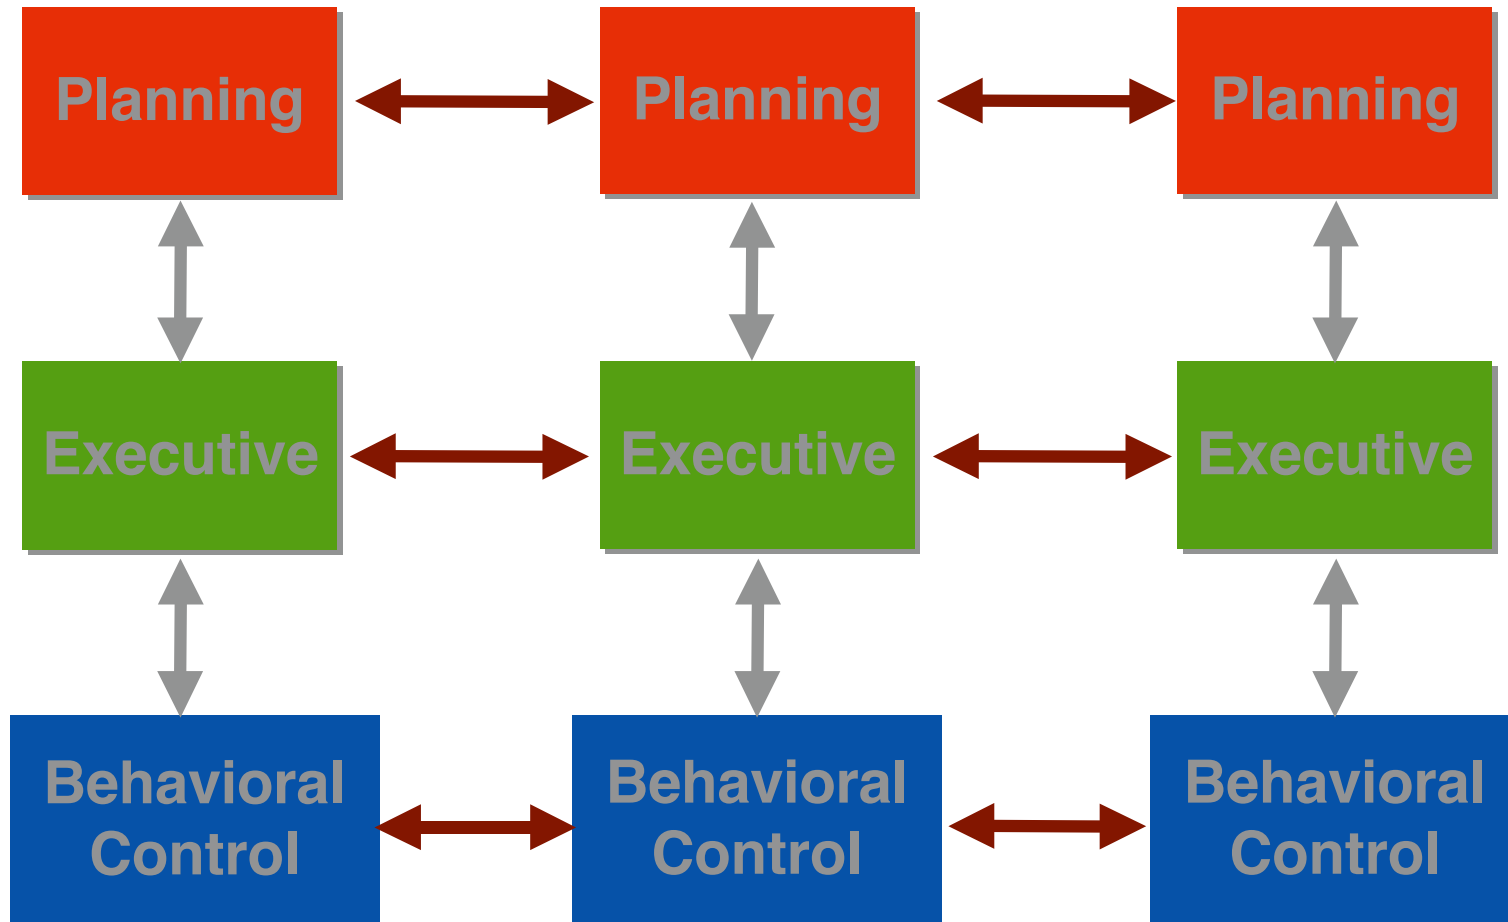 Planning
Planning
Planning
Executive
Executive
Executive
Behavioral
Control
Behavioral
Control
Behavioral
Control